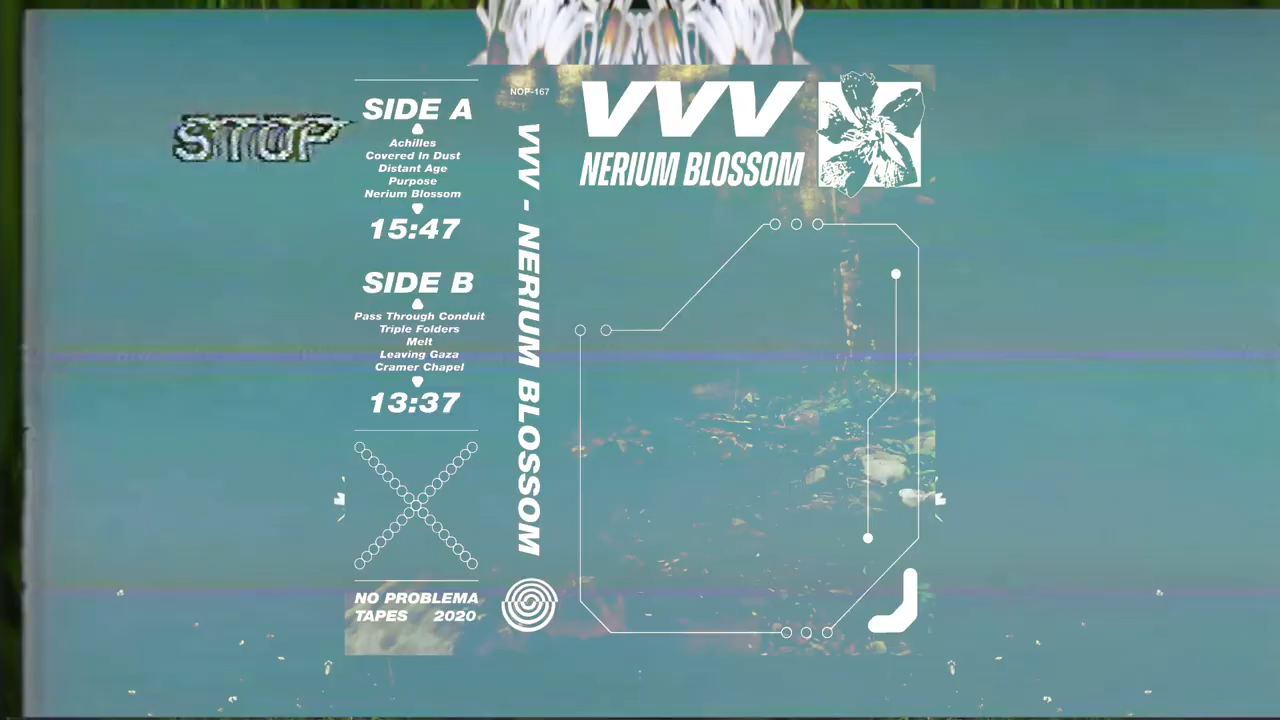 STOP
SIDE A
Achilles
Covered In Dust
Distant Age
Purpose
Nerium Blossom
15:47
SIDE B
Pass Through Conduit
Triple Folders
Melt
Leaving Gaza
Cramer Chapel
13:37
NO PROBLEMA
TAPES 2020
NOP-167
VVV - NERIUM BLOSSOM
VVV
NERIUM BLOSSOM